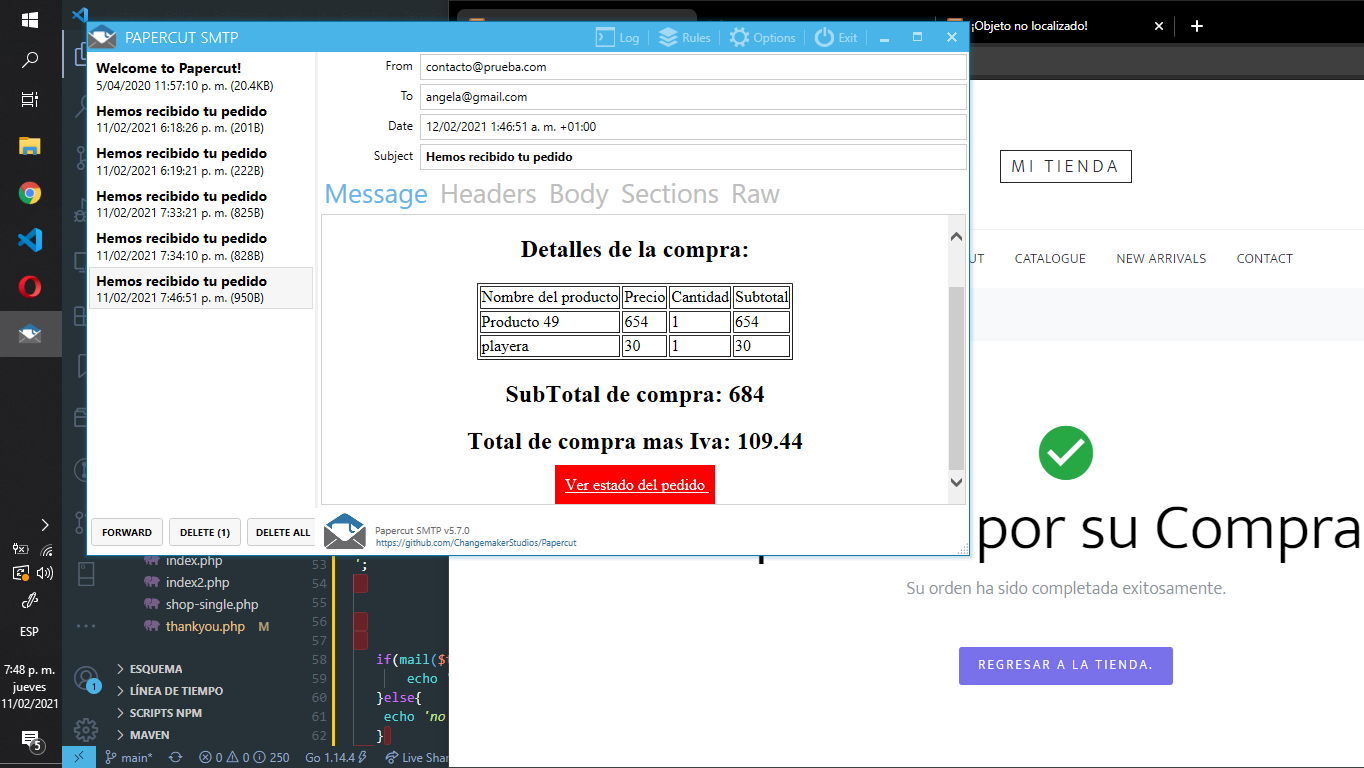 PAPERCUT SMTP
Log
Rules
Options
Exit
¡Objeto no localizado!
Welcome to Papercut!
5/04/2020 11:57:10 p. m. (20.4KB)
Hemos recibido tu pedido
11/02/2021 6:18:26 p. m. (201B)
Hemos recibido tu pedido
11/02/2021 6:19:21 p. m. (222B)
Hemos recibido tu pedido
11/02/2021 7:33:21 p. m. (825B)
Hemos recibido tu pedido
11/02/2021 7:34:10 p. m. (828B)
Hemos recibido tu pedido
11/02/2021 7:46:51 p. m. (950B)
From contacto@prueba.com
To angela@gmail.com
Date 12/02/2021 1:46:51 a. m. +01:00
Subject Hemos recibido tu pedido
Message Headers Body Sections Raw
Detalles de la compra:
Nombre del producto Precio Cantidad Subtotal
Producto 49 654 1 654
playera 30 1 30
SubTotal de compra: 684
Total de compra mas Iva: 109.44
Ver estado del pedido
FORWARD
DELETE (1)
DELETE ALL
Papercut SMTP v5.7.0
https://github.com/ChangemakerStudios/Papercut
MI TIENDA
UT
CATALOGUE
NEW ARRIVALS
CONTACT
por su Compra
Su orden ha sido completada exitosamente.
REGRESAR A LA TIENDA.
index.php
index2.php
shop-single.php
thankyou.php M
ESQUEMA
LÍNEA DE TIEMPO
SCRIPTS NPM
MAVEN
53 ';
54
55
56
57
58 if(mail($
59 echo '
60 }else{
61 echo 'no
62 }
main*
0
0
250
Go 1.14.4
Live Shar
1
ESP
7:48 p. m.
jueves
11/02/2021
5